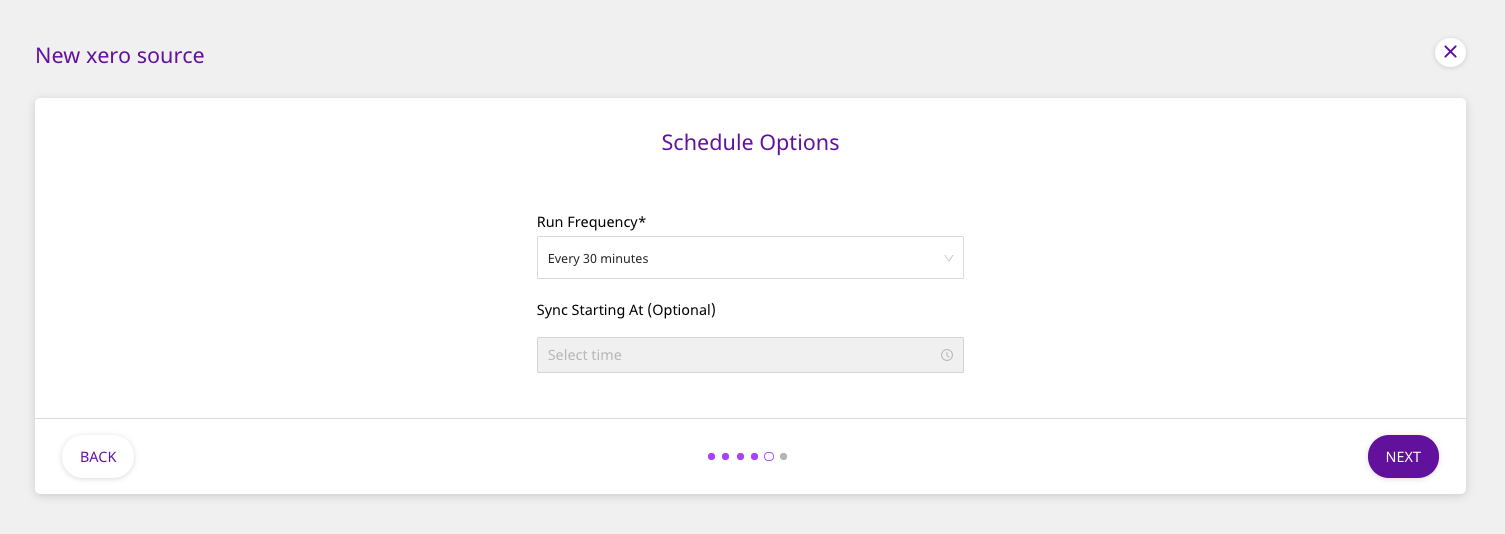 New xero source
Schedule Options
Run Frequency*
Every 30 minutes
Sync Starting At (Optional)
Select time
BACK
NEXT